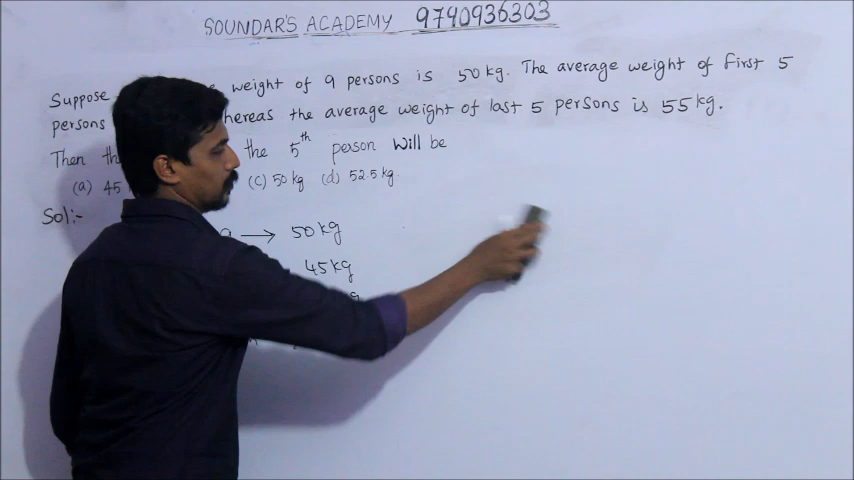 SOUNDAR'S ACADEMY 9740936303
Suppose weight of 9 persons is 50 kg. The average weight of first 5
persons whereas the average weight of last 5 persons is 55 kg.
Then the 5th person will be
(a) 45 (c) 50 kg (d) 52.5 kg
Sol:-
9 → 50 kg
45 kg